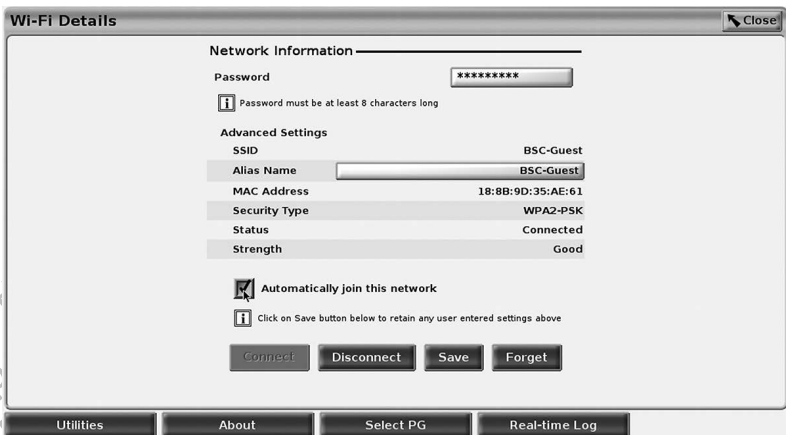 Wi-Fi Details
Close
Network Information
Password *********
i Password must be at least 8 characters long
Advanced Settings
SSID BSC-Guest
Alias Name BSC-Guest
MAC Address 18:8B:9D:35:AE:61
Security Type WPA2-PSK
Status Connected
Strength Good
Automatically join this network
i Click on Save button below to retain any user entered settings above
Connect Disconnect Save Forget
Utilities About Select PG Real-time Log